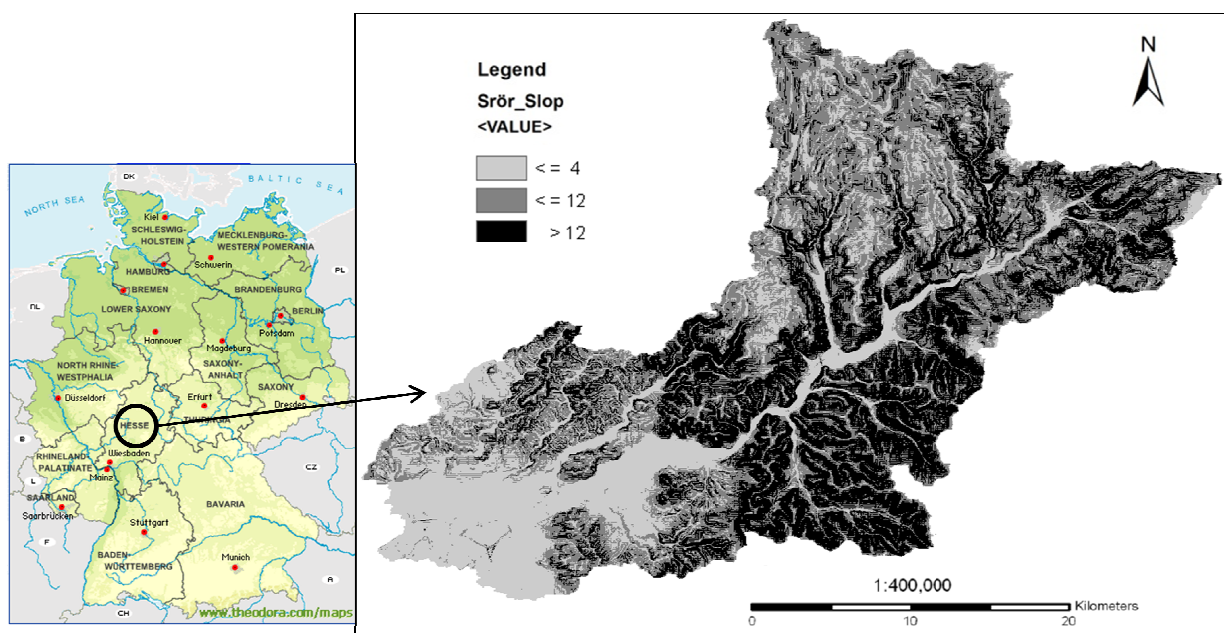 DK
BALTIC SEA
NORTH SEA
Kiel
SCHLESWIG-
HOLSTEIN
MECKLENBURG-
WESTERN POMERANIA
Schwerin
HAMBURG
PL
BREMEN
BRANDENBURG
NL
LOWER SAXONY
BERLIN
Potsdam
Hannover
Magdeburg
NORTH RHINE-
WESTPHALIA
SAXONY-
ANHALT
SAXONY
Düsseldorf
Erfurt
Dresden
HESSE
THURINGIA
B
Wiesbaden
RHINELAND-
PALATINATE
Mainz
CZ
L
SAARLAND
Saarbrücken
BAVARIA
Stuttgart
F
BADEN-
WÜRTTEMBERG
Munich
A
CH
www.theodora.com/maps
Legend
Srör_Slop
<VALUE>
<= 4
<= 12
>12
N
1:400,000
Kilometers
0
10
20